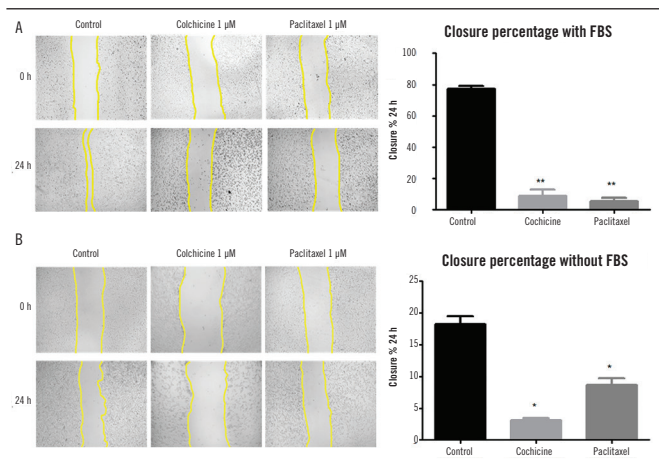 A
Control Colchicine 1 µM Paclitaxel 1 µM
0 h
24 h
Closure percentage with FBS
Closure % 24 h
100
80
60
40
20
0
** **
Control Cochicine Paclitaxel
B
Control Colchicine 1 µM Paclitaxel 1 µM
0 h
24 h
Closure percentage without FBS
Closure % 24 h
25
20
15
10
5
0
* *
Control Cochicine Paclitaxel